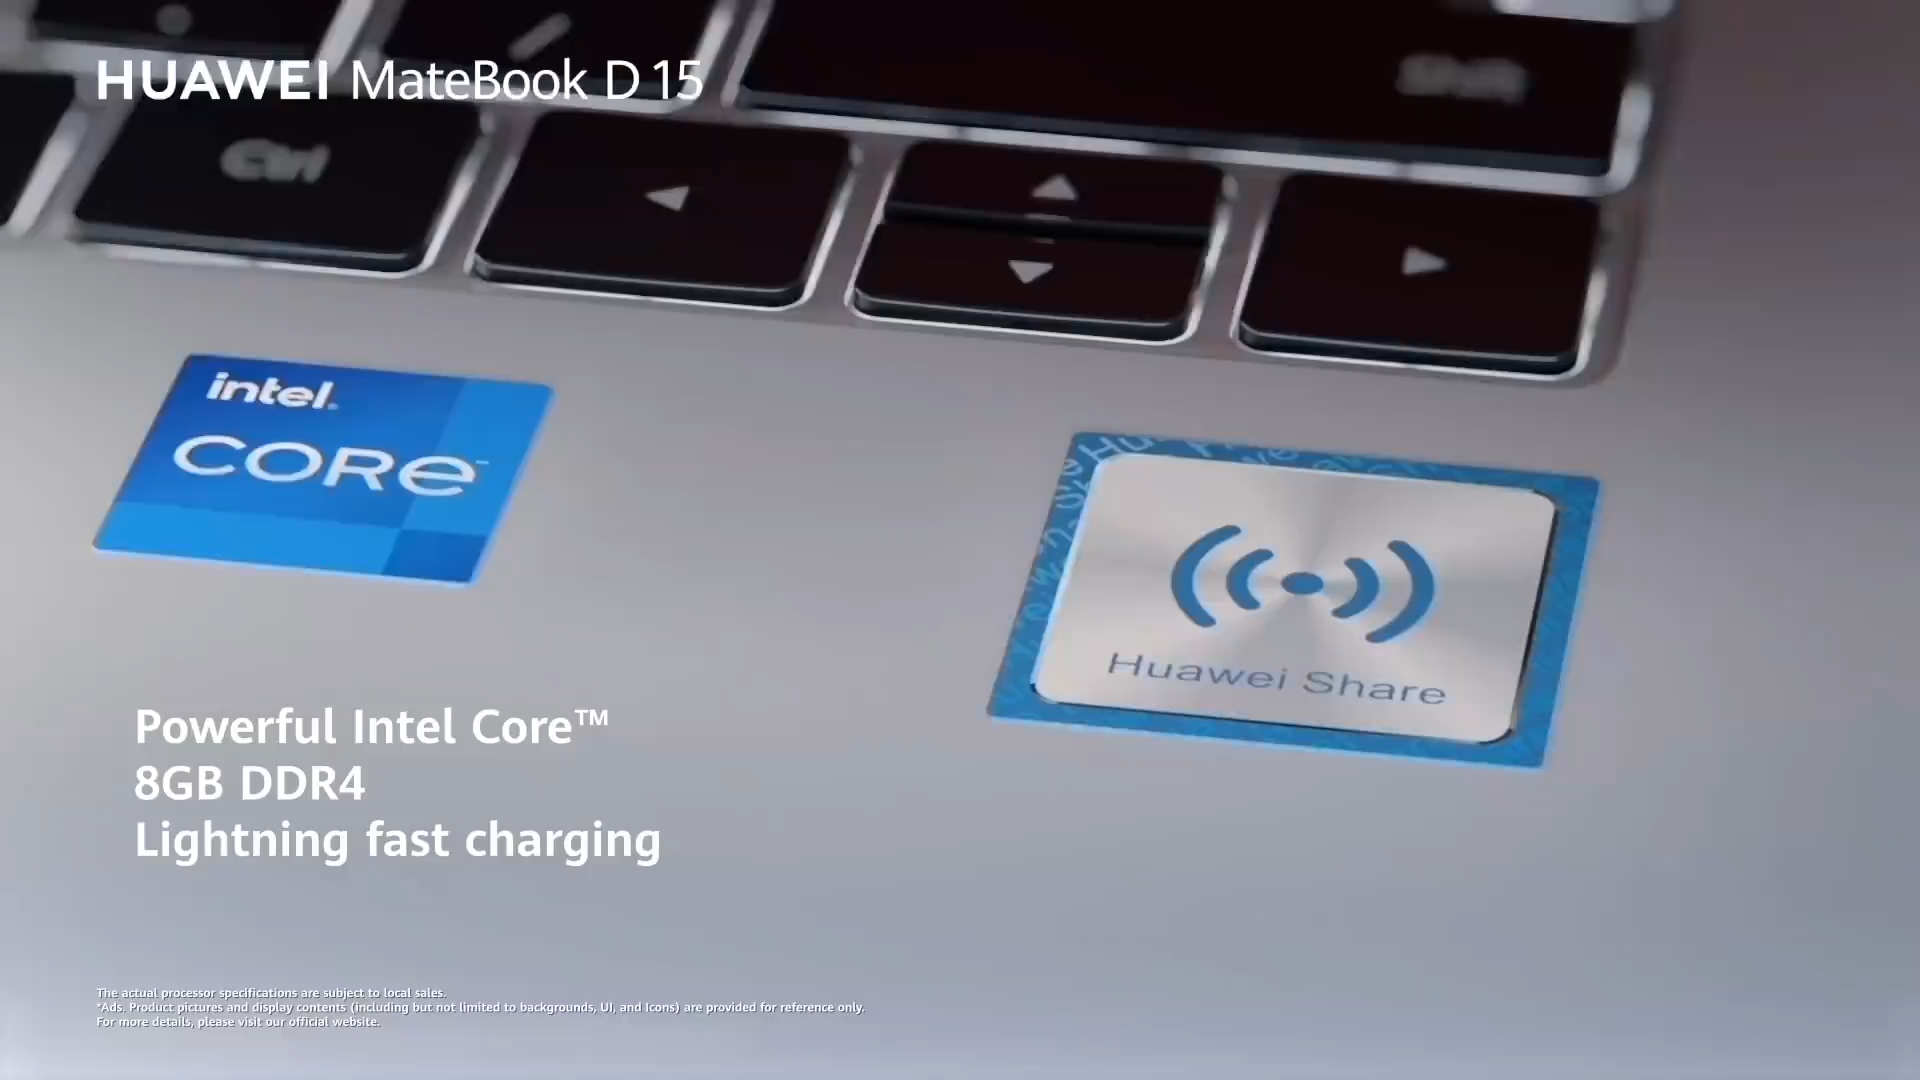 HUAWEI MateBook D 15
Shift
Ctrl
intel.
CORE™
Huawei Share
Powerful Intel Core™
8GB DDR4
Lightning fast charging
The actual processor specifications are subject to local sales.
*Ads. Product pictures and display contents (including but not limited to backgrounds, UI, and Icons) are provided for reference only.
For more details, please visit our official website.